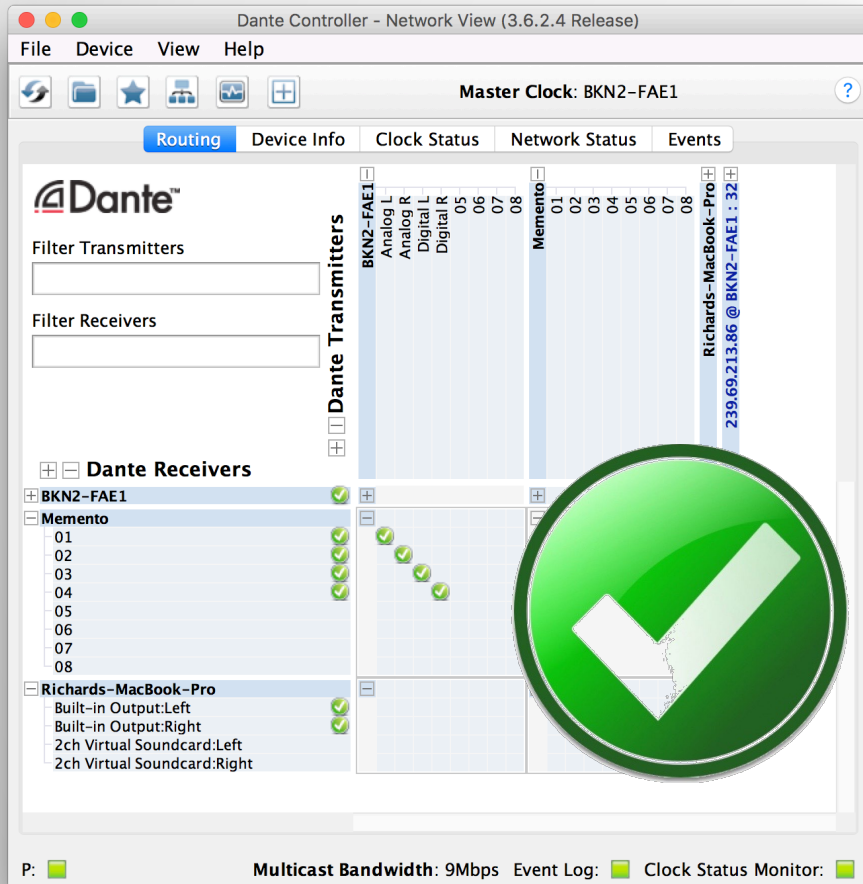 Dante Controller - Network View (3.6.2.4 Release)
File Device View Help
Master Clock: BKN2-FAE1
?
Routing Device Info Clock Status Network Status Events
Dante™
Filter Transmitters
Filter Receivers
Dante Transmitters
BKN2-FAE1
Analog L
Analog R
Digital L
Digital R
05
06
07
08
Memento
01
02
03
04
05
06
07
08
Richards-MacBook-Pro
239.69.213.86 @ BKN2-FAE1 : 32
Dante Receivers
BKN2-FAE1
Memento
01
02
03
04
05
06
07
08
Richards-MacBook-Pro
Built-in Output:Left
Built-in Output:Right
2ch Virtual Soundcard:Left
2ch Virtual Soundcard:Right
P: Multicast Bandwidth: 9Mbps Event Log: Clock Status Monitor: